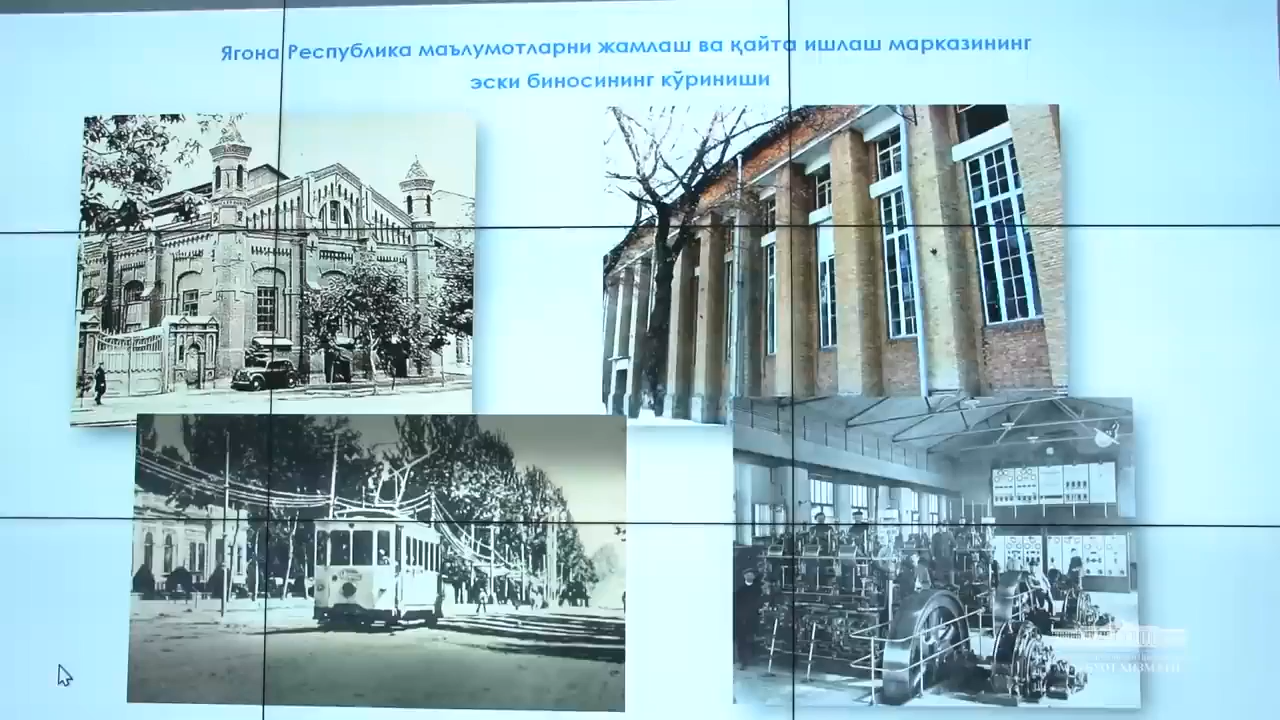 Ягона Республика маълумотларни жамлаш ва қайта ишлаш марказининг
эски биносининг кўриниши